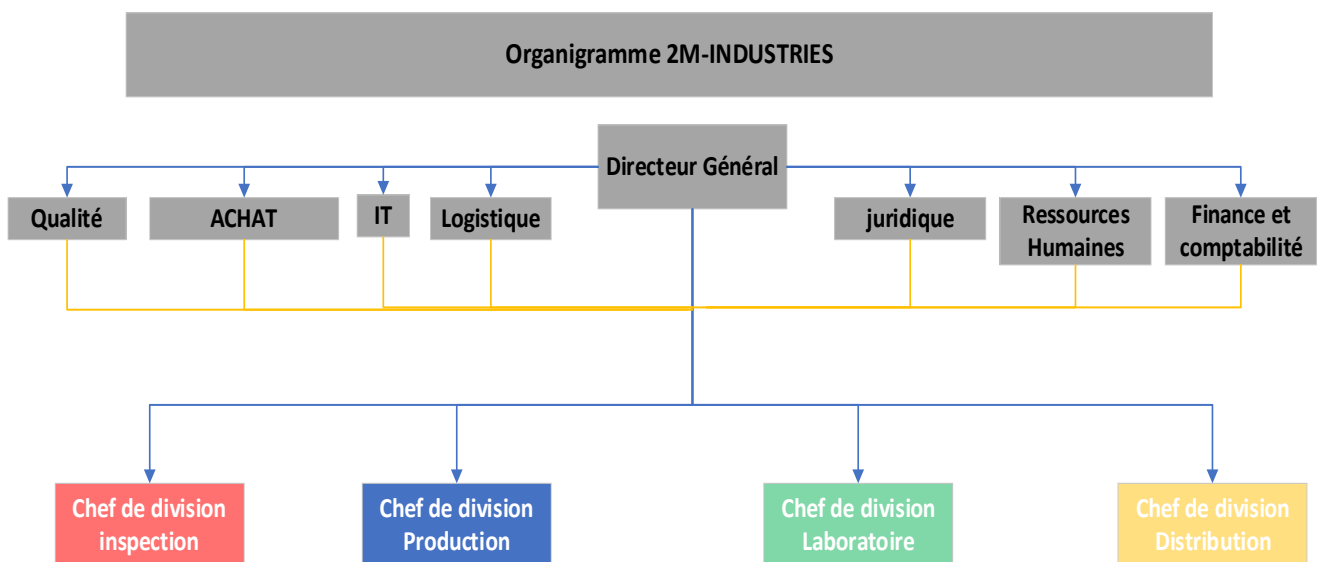 Organigramme 2M-INDUSTRIES
Directeur Général
Qualité
ACHAT
IT
Logistique
juridique
Ressources
Humaines
Finance et
comptabilité
Chef de division
inspection
Chef de division
Production
Chef de division
Laboratoire
Chef de division
Distribution